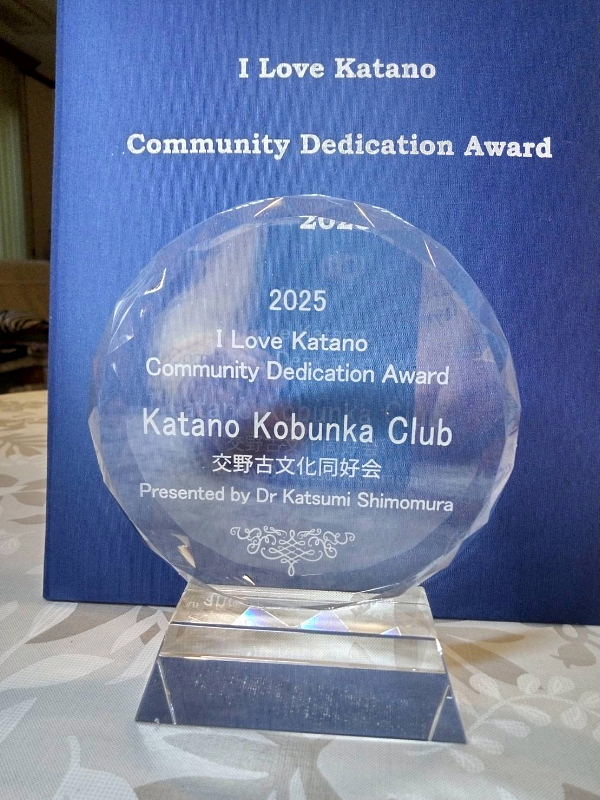 I Love Katano
Community Dedication Award
2025
I Love Katano
Community Dedication Award
Katano Kobunka Club
交野古文化同好会
Presented by Dr Katsumi Shimomura